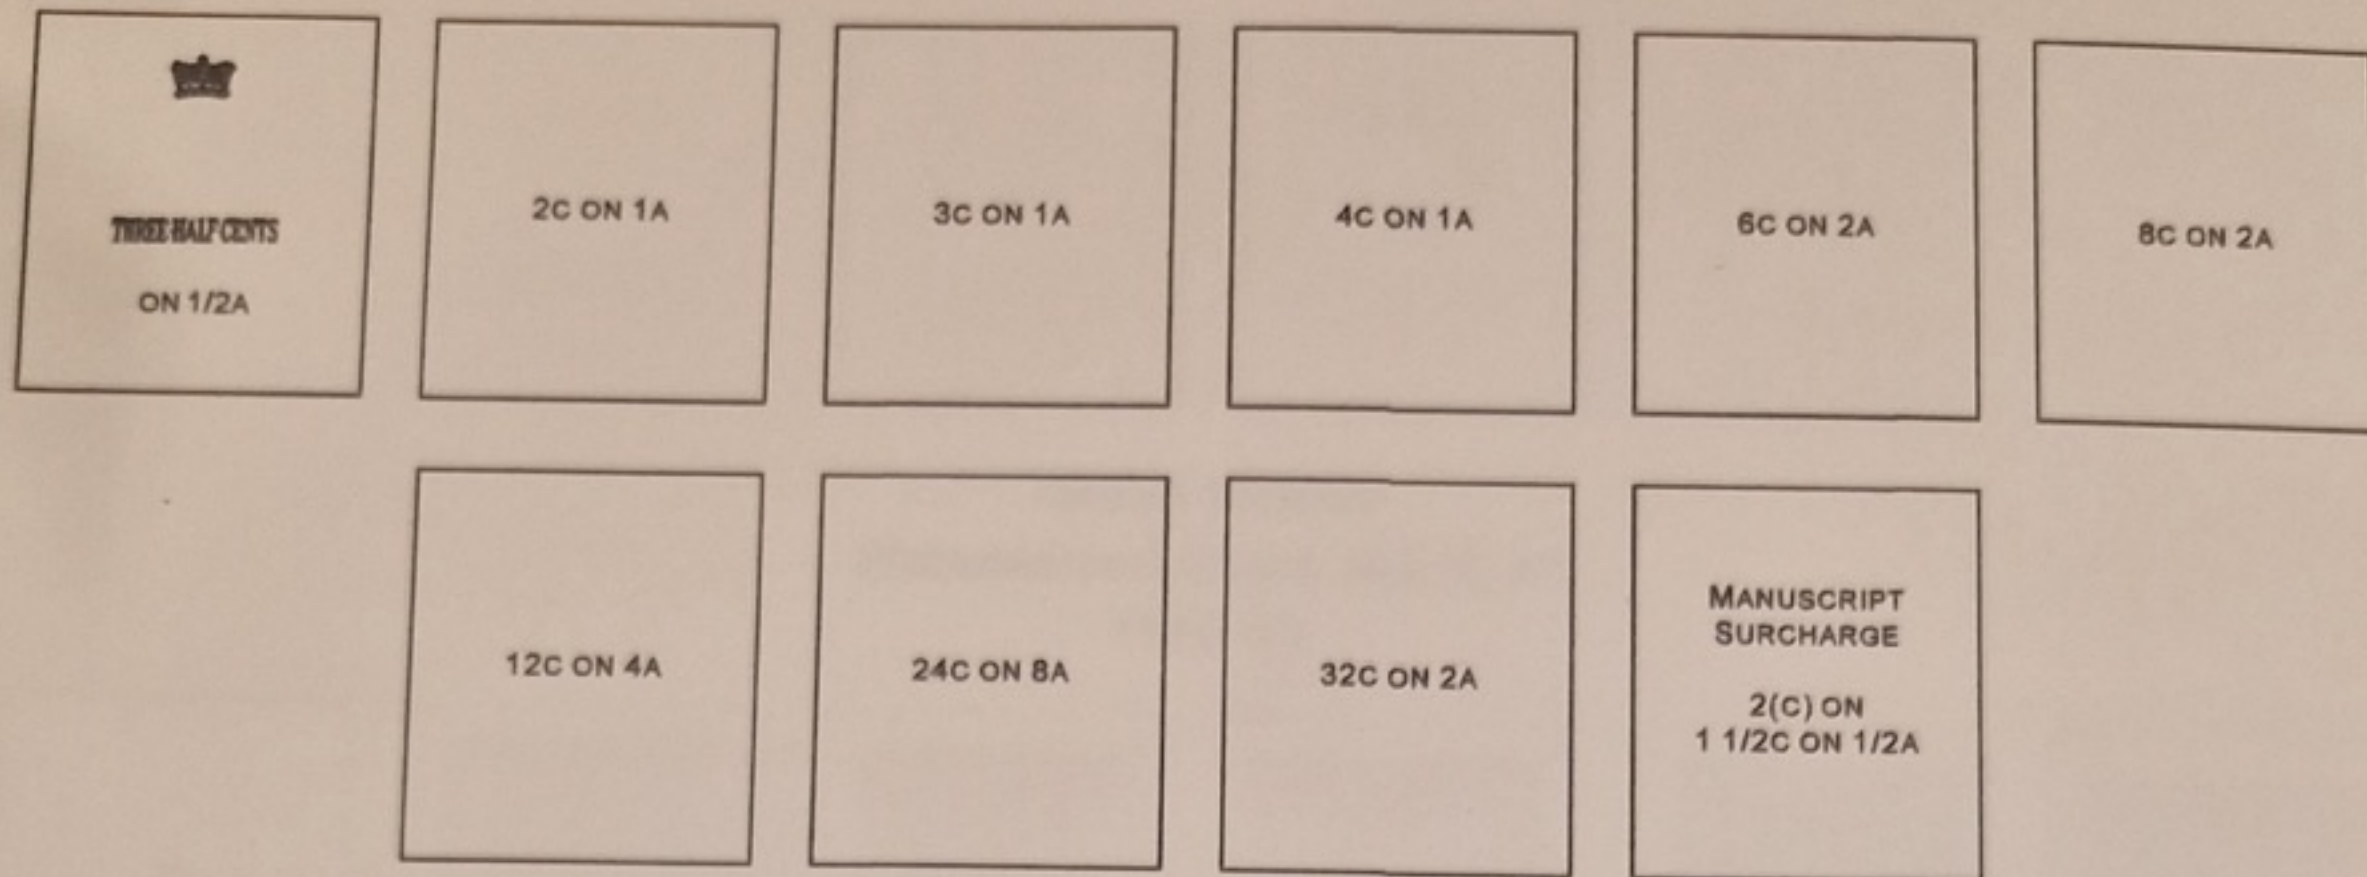 THREE HALF CENTS
ON 1/2A
2C ON 1A
3C ON 1A
4C ON 1A
6C ON 2A
8C ON 2A
12C ON 4A
24C ON 8A
32C ON 2A
MANUSCRIPT
SURCHARGE
2(C) ON
1 1/2C ON 1/2A